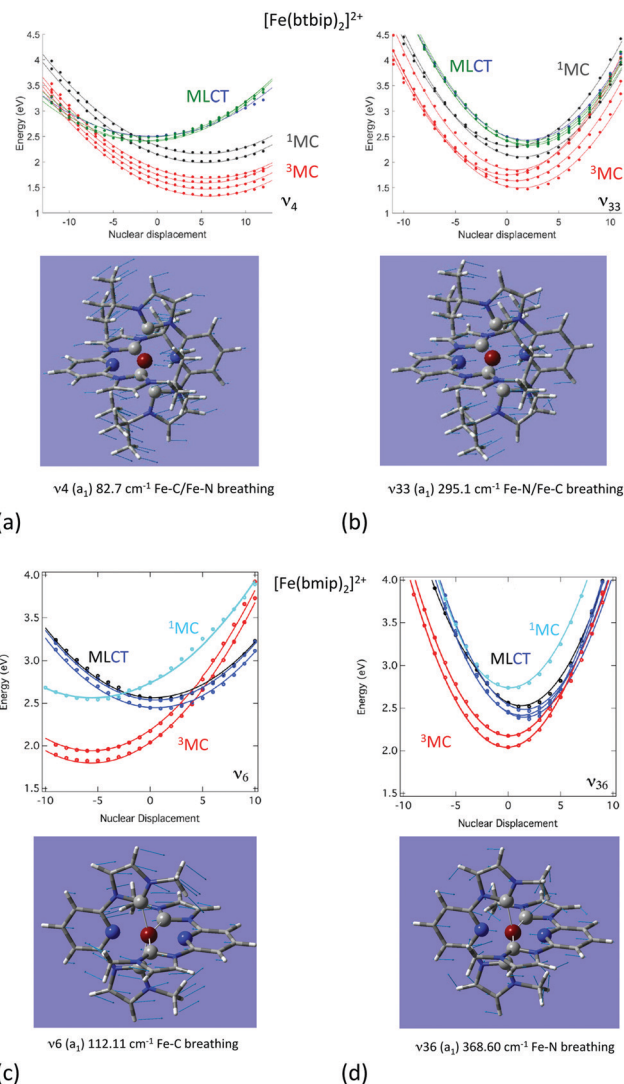 [Fe(btbip)₂]²⁺
4.5
4
3.5
3
2.5
2
1.5
1
Energy (eV)
MLCT
¹MC
³MC
ν₄
-10 -5 0 5 10
Nuclear displacement
4.5
4
3.5
3
2.5
2
1.5
1
Energy (eV)
MLCT
¹MC
³MC
ν₃₃
-10 -5 0 5 10
Nuclear displacement
ν4 (a₁) 82.7 cm⁻¹ Fe-C/Fe-N breathing
ν33 (a₁) 295.1 cm⁻¹ Fe-N/Fe-C breathing
(a)
(b)
[Fe(bmip)₂]²⁺
4.0
3.5
3.0
2.5
2.0
1.5
Energy (eV)
¹MC
MLCT
³MC
ν₆
-10 -5 0 5 10
Nuclear Displacement
4.0
3.5
3.0
2.5
2.0
1.5
Energy (eV)
¹MC
MLCT
³MC
ν₃₆
-10 -5 0 5 10
Nuclear Displacement
ν6 (a₁) 112.11 cm⁻¹ Fe-C breathing
ν36 (a₁) 368.60 cm⁻¹ Fe-N breathing
(c)
(d)